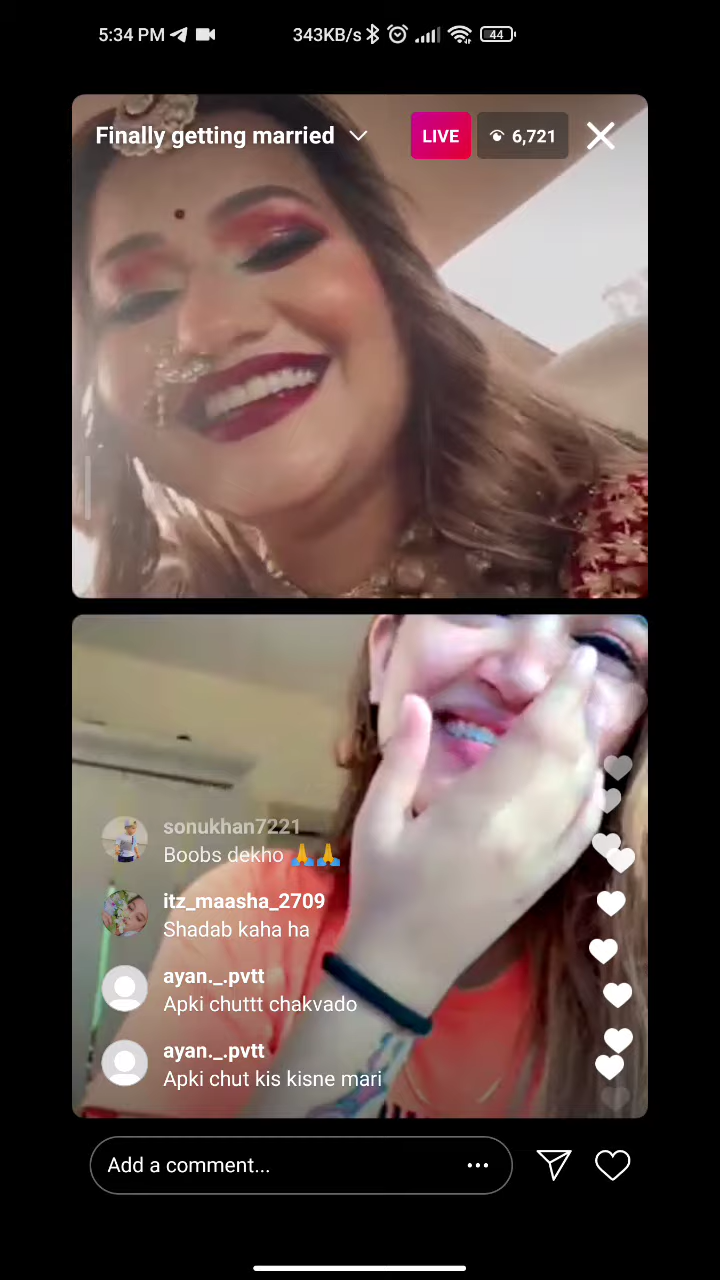 5:34 PM 343KB/s 44
Finally getting married LIVE 6,721
sonukhan7221
Boobs dekho 🙏🙏
itz_maasha_2709
Shadab kaha ha
ayan._.pvtt
Apki chuttt chakvado
ayan._.pvtt
Apki chut kis kisne mari
Add a comment...